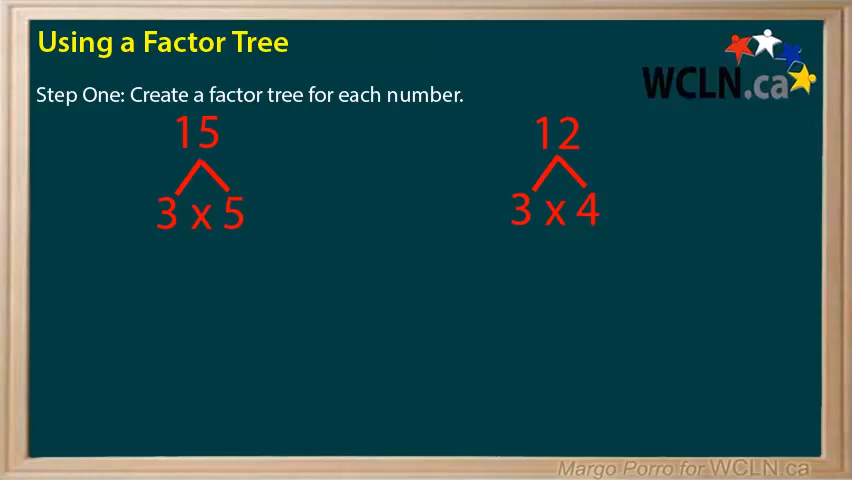 Using a Factor Tree
WCLN.ca
Step One: Create a factor tree for each number.
15 12
3 x 5 3 x 4
Margo Porro for WCLN.ca